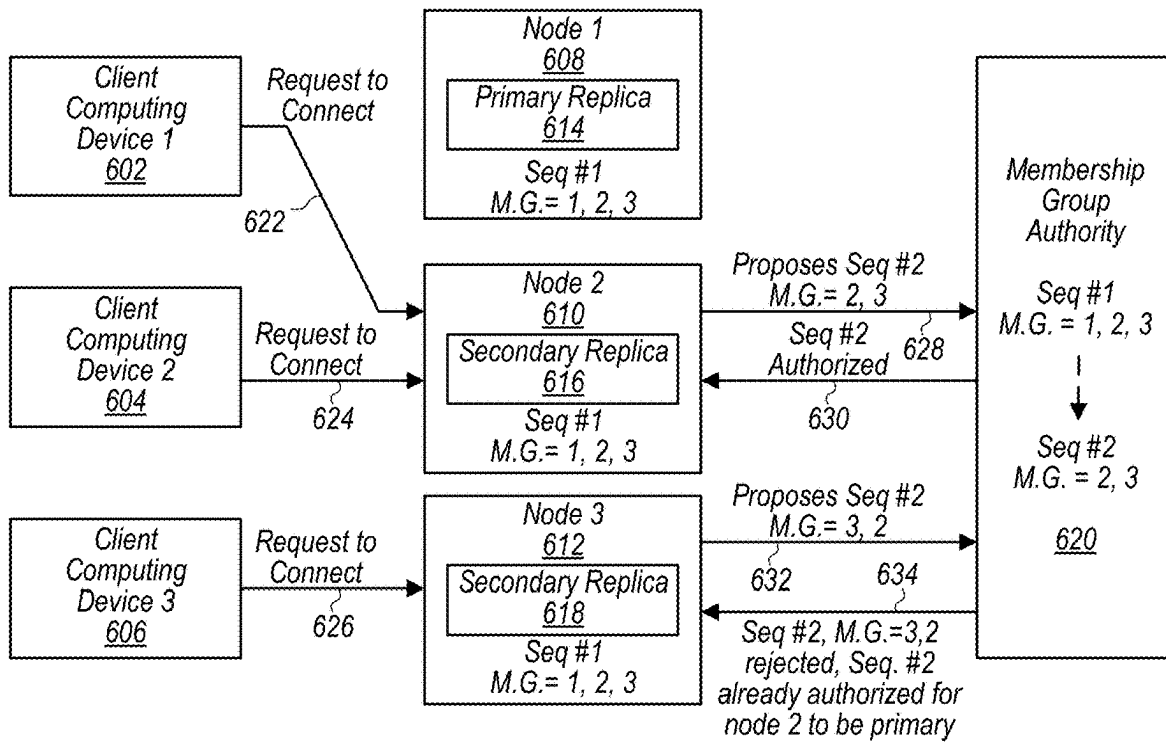 Client
Computing
Device 1
602
Request to
Connect
622
Node 1
608
Primary Replica
614
Seq #1
M.G.= 1, 2, 3
Client
Computing
Device 2
604
Request to
Connect
624
Node 2
610
Secondary Replica
616
Seq #1
M.G.= 1, 2, 3
Proposes Seq #2
M.G.= 2, 3
628
Seq #2
Authorized
630
Client
Computing
Device 3
606
Request to
Connect
626
Node 3
612
Secondary Replica
618
Seq #1
M.G.= 1, 2, 3
Proposes Seq #2
M.G.= 3, 2
632
634
Seq #2, M.G.=3,2
rejected, Seq. #2
already authorized for
node 2 to be primary
Membership
Group
Authority
Seq #1
M.G. = 1, 2, 3
Seq #2
M.G. = 2, 3
620